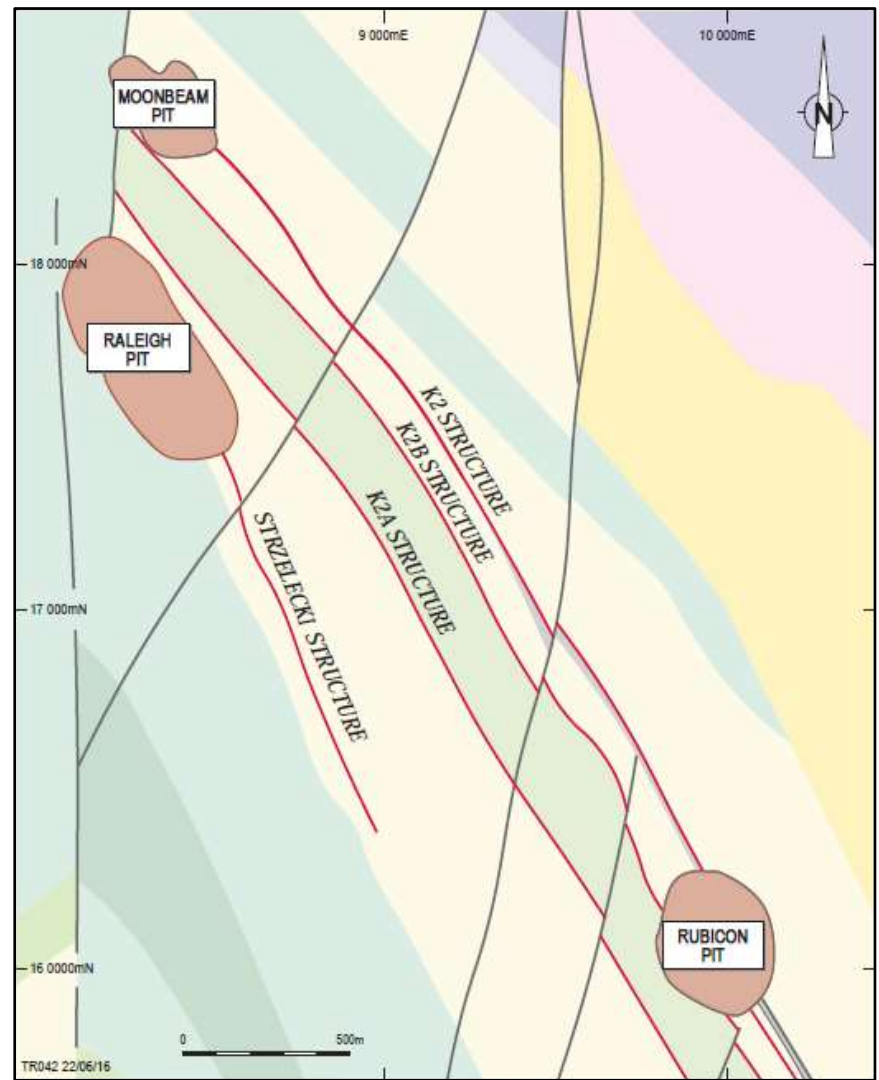 9 000mE
10 000mE
MOONBEAM
PIT
N
18 000mN
RALEIGH
PIT
K2 STRUCTURE
K2B STRUCTURE
K2A STRUCTURE
STRZELECKI STRUCTURE
17 000mN
RUBICON
PIT
16 0000mN
0
500m
TR042 22/06/16